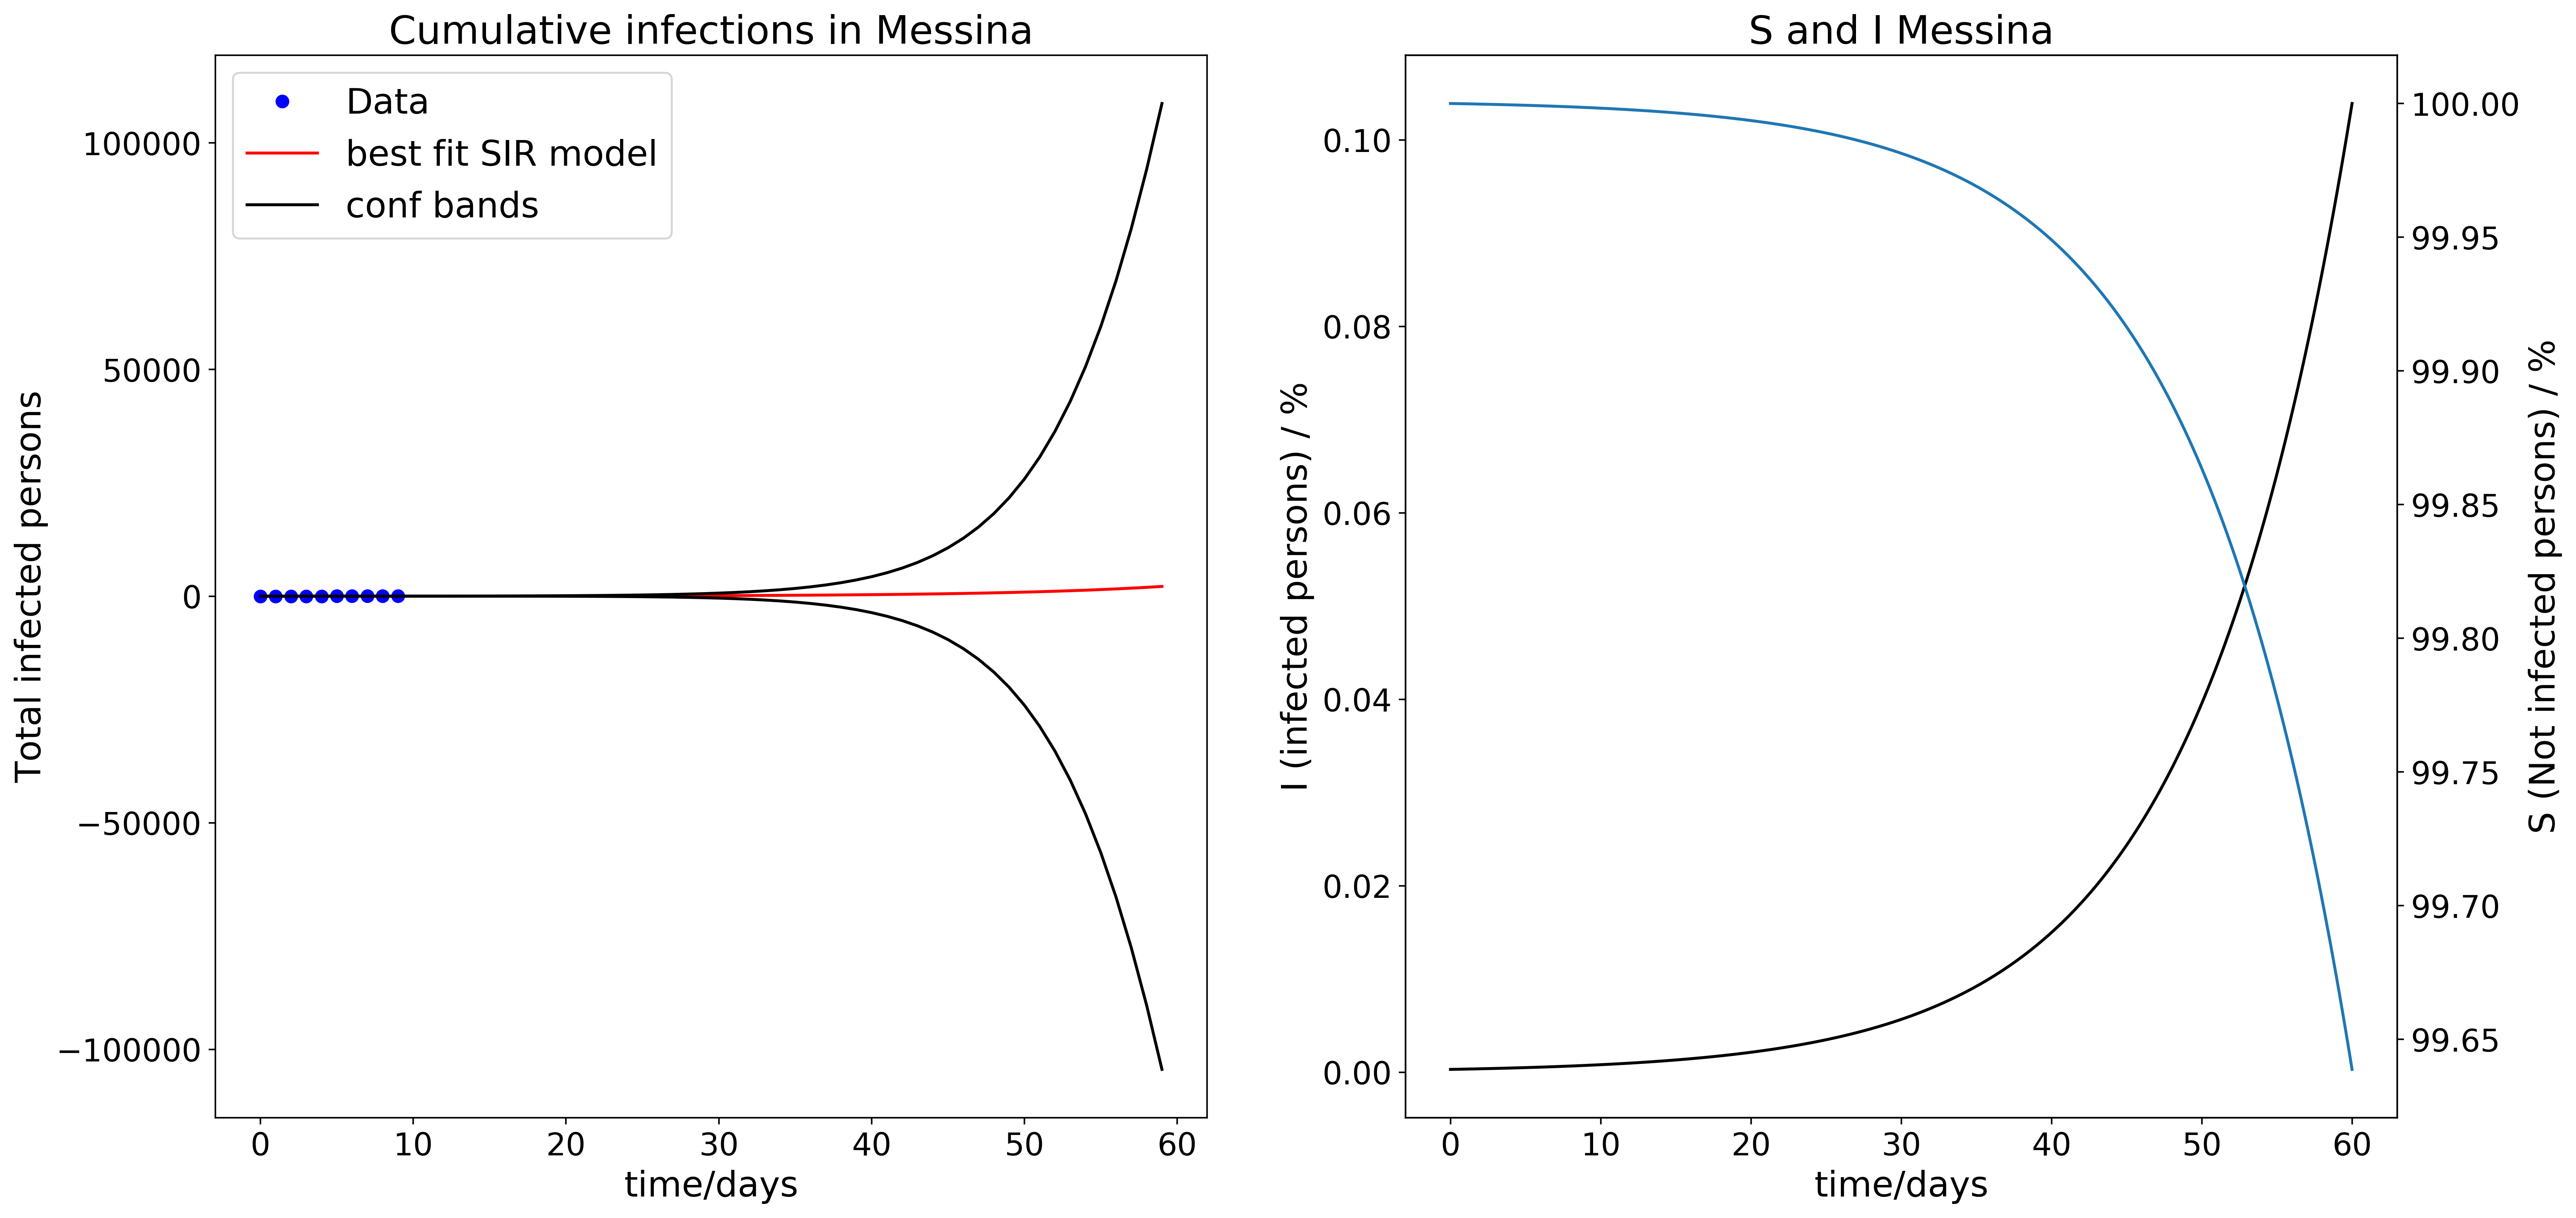 Cumulative infections in Messina
Data
best fit SIR model
conf bands
Total infected persons
100000
50000
0
−50000
−100000
0 10 20 30 40 50 60
time/days
S and I Messina
I (infected persons) / %
0.10
0.08
0.06
0.04
0.02
0.00
0 10 20 30 40 50 60
time/days
100.00
99.95
99.90
99.85
99.80
99.75
99.70
99.65
S (Not infected persons) / %